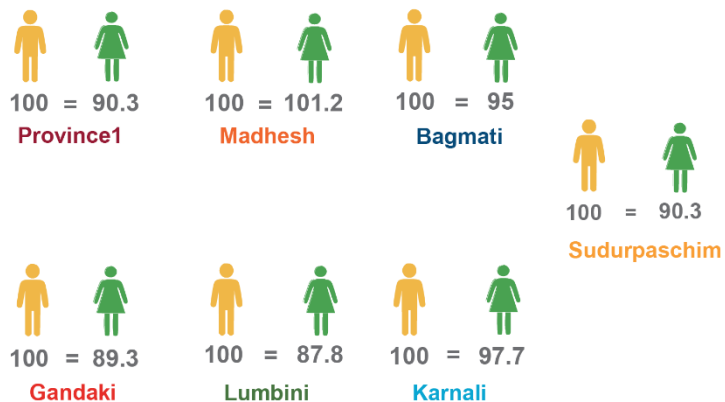 100 = 90.3
Province1
100 = 101.2
Madhesh
100 = 95
Bagmati
100 = 90.3
Sudurpaschim
100 = 89.3
Gandaki
100 = 87.8
Lumbini
100 = 97.7
Karnali